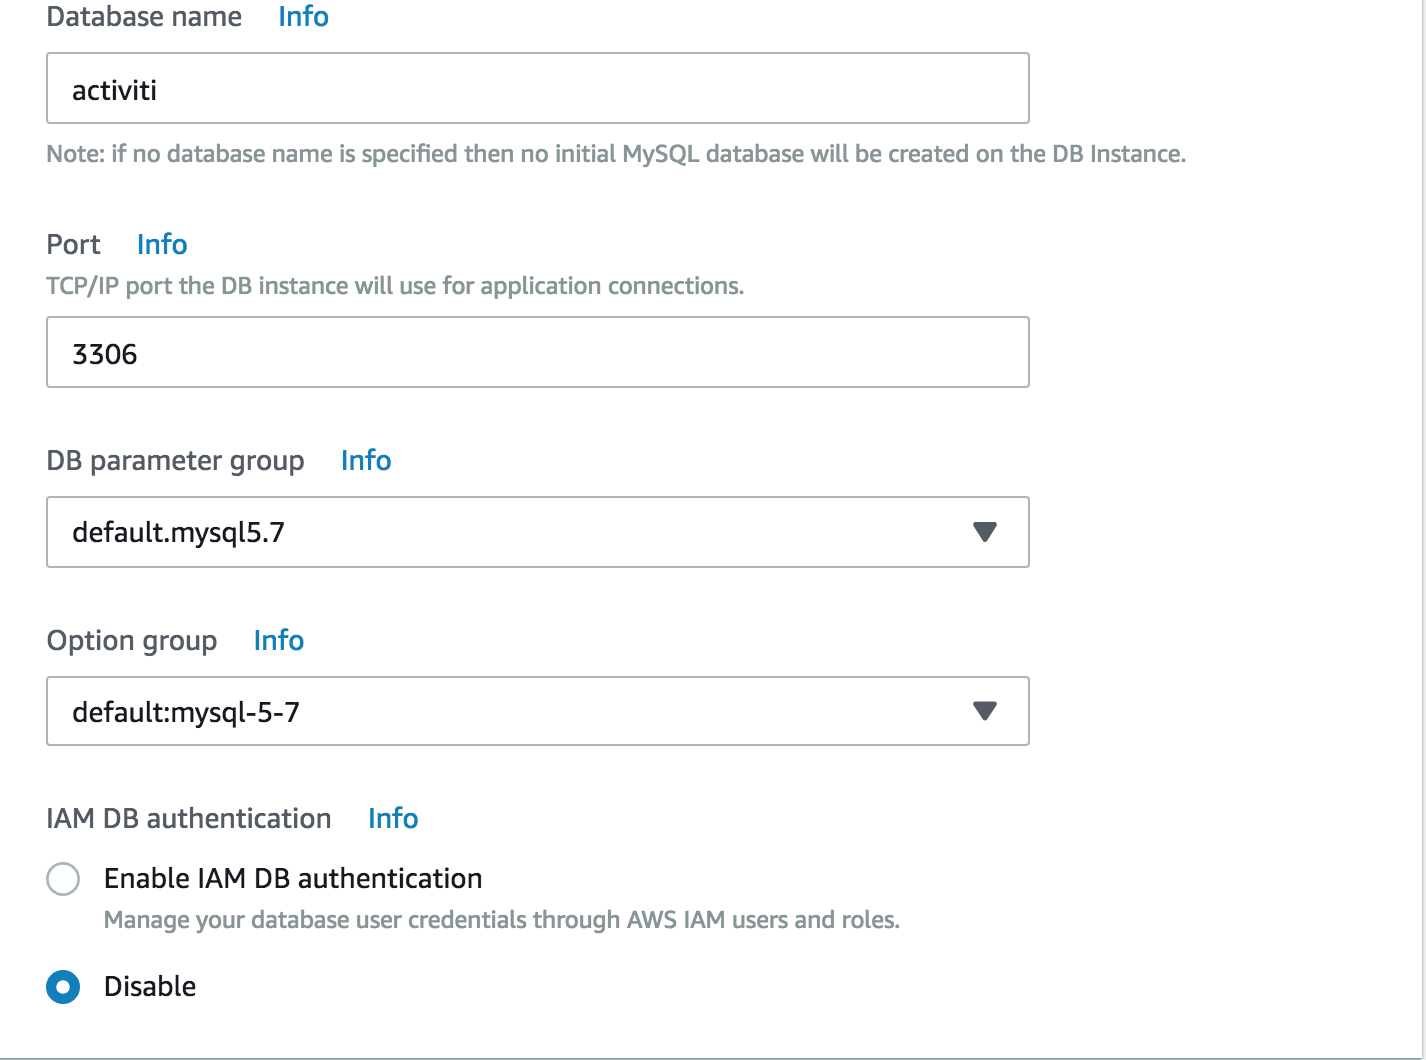 Database name Info
activiti
Note: if no database name is specified then no initial MySQL database will be created on the DB Instance.
Port Info
TCP/IP port the DB instance will use for application connections.
3306
DB parameter group Info
default.mysql5.7
Option group Info
default:mysql-5-7
IAM DB authentication Info
Enable IAM DB authentication
Manage your database user credentials through AWS IAM users and roles.
Disable